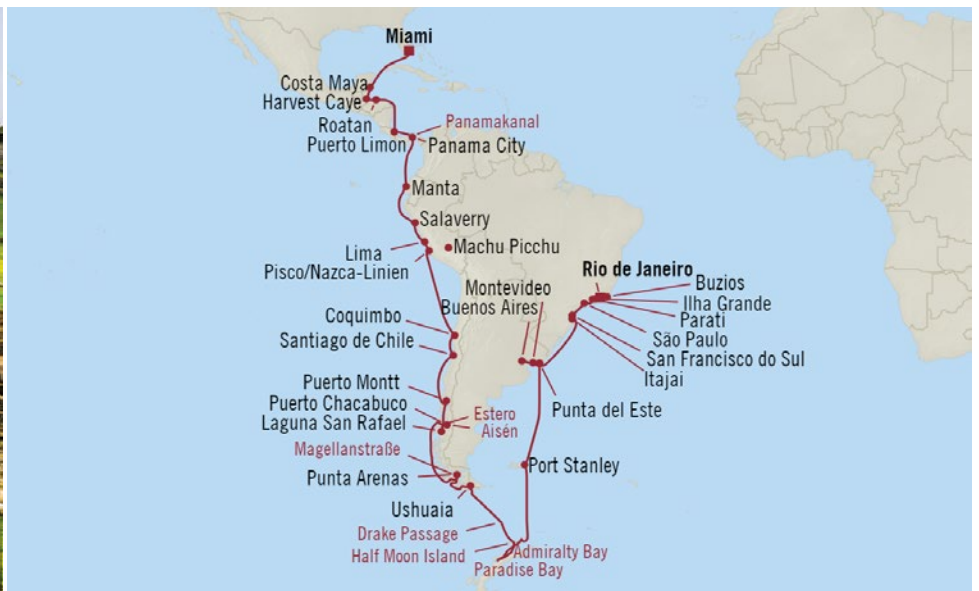 Miami
Costa Maya
Harvest Caye
Roatan
Puerto Limon
Panamakanal
Panama City
Manta
Salaverry
Lima
Machu Picchu
Pisco/Nazca-Linien
Rio de Janeiro
Montevideo
Buenos Aires
Buzios
Ilha Grande
Parati
São Paulo
San Francisco do Sul
Itajai
Coquimbo
Santiago de Chile
Puerto Montt
Puerto Chacabuco
Laguna San Rafael
Estero
Aisén
Punta del Este
Magellanstraße
Punta Arenas
Port Stanley
Ushuaia
Drake Passage
Half Moon Island
Admiralty Bay
Paradise Bay